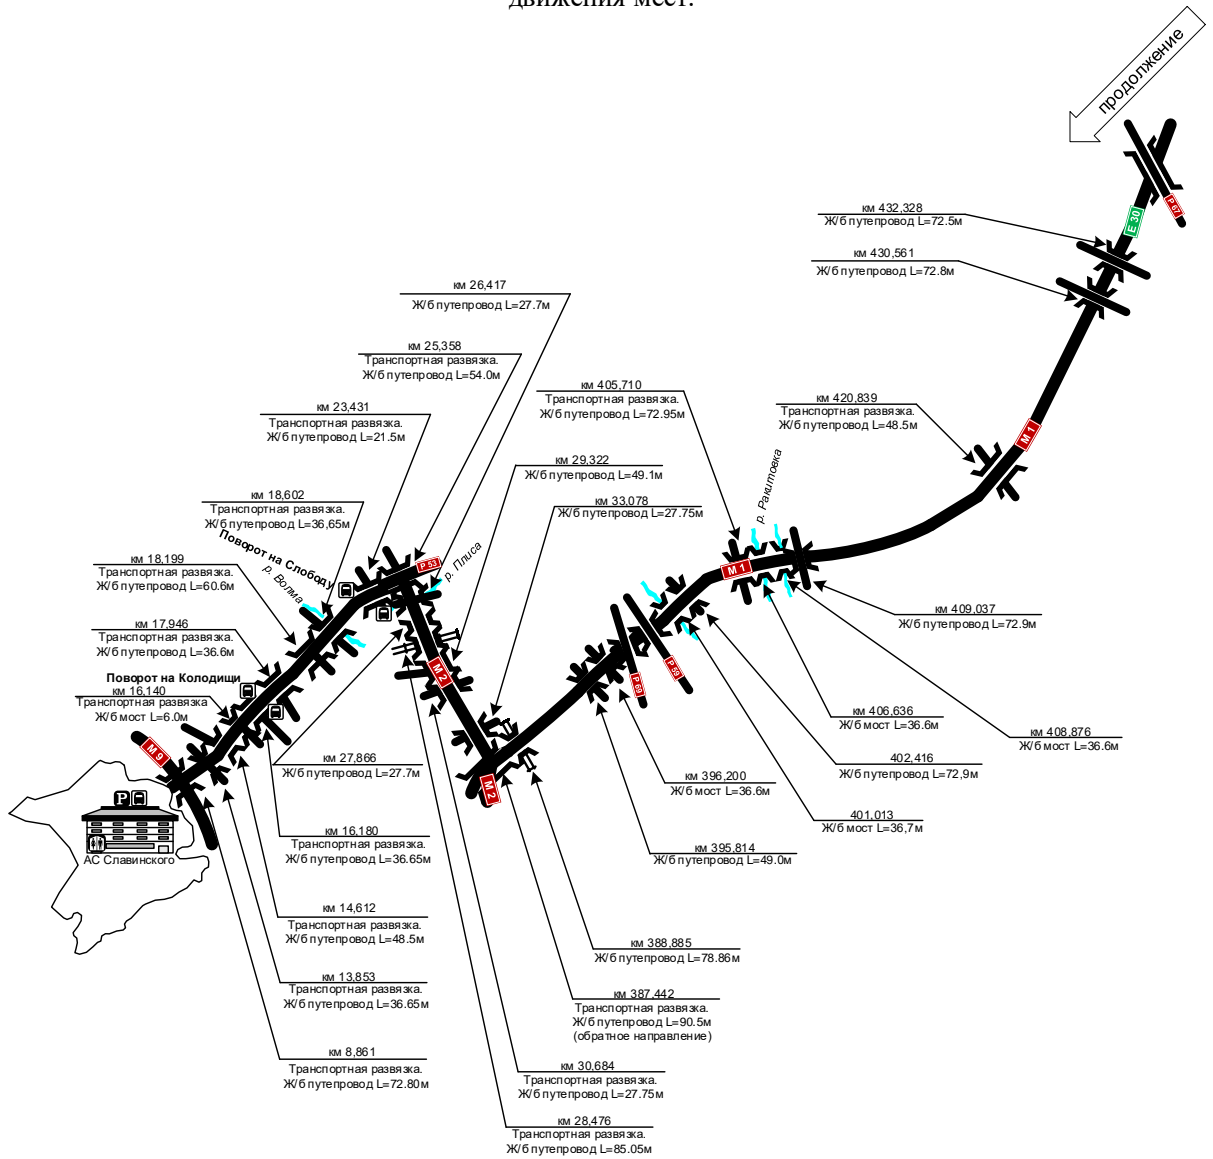 движения мест.
продолжение
Р 67
Е 30
км 432,328
Ж/б путепровод L=72.5м
км 430,561
Ж/б путепровод L=72.8м
км 26,417
Ж/б путепровод L=27.7м
км 25,358
Транспортная развязка.
Ж/б путепровод L=54.0м
км 405,710
Транспортная развязка.
Ж/б путепровод L=72.95м
км 420,839
Транспортная развязка.
Ж/б путепровод L=48.5м
км 23,431
Транспортная развязка.
Ж/б путепровод L=21.5м
М 1
км 29,322
Ж/б путепровод L=49.1м
р. Ракитовка
км 18,602
Транспортная развязка.
Ж/б путепровод L=36,65м
км 33,078
Ж/б путепровод L=27.75м
Поворот на Слободу
р. Волма
р. Плиса
Р 53
М 1
км 18,199
Транспортная развязка.
Ж/б путепровод L=60.6м
км 409,037
Ж/б путепровод L=72.9м
км 17,946
Транспортная развязка.
Ж/б путепровод L=36.6м
М 2
Р 69
Р 59
Поворот на Колодищи
км 16,140
Транспортная развязка
Ж/б мост L=6.0м
км 406,636
Ж/б мост L=36.6м
км 408,876
Ж/б мост L=36.6м
М 9
км 27,866
Ж/б путепровод L=27.7м
М 2
402,416
Ж/б путепровод L=72,9м
км 396,200
Ж/б мост L=36.6м
401,013
Ж/б мост L=36,7м
P
АС Славинского
км 16,180
Транспортная развязка.
Ж/б путепровод L=36.65м
км 395,814
Ж/б путепровод L=49.0м
км 14,612
Транспортная развязка.
Ж/б путепровод L=48.5м
км 388,885
Ж/б путепровод L=78.86м
км 13,853
Транспортная развязка.
Ж/б путепровод L=36.65м
км 387,442
Транспортная развязка.
Ж/б путепровод L=90.5м
(обратное направление)
км 8,861
Транспортная развязка.
Ж/б путепровод L=72.80м
км 30,684
Транспортная развязка.
Ж/б путепровод L=27.75м
км 28,476
Транспортная развязка.
Ж/б путепровод L=85.05м